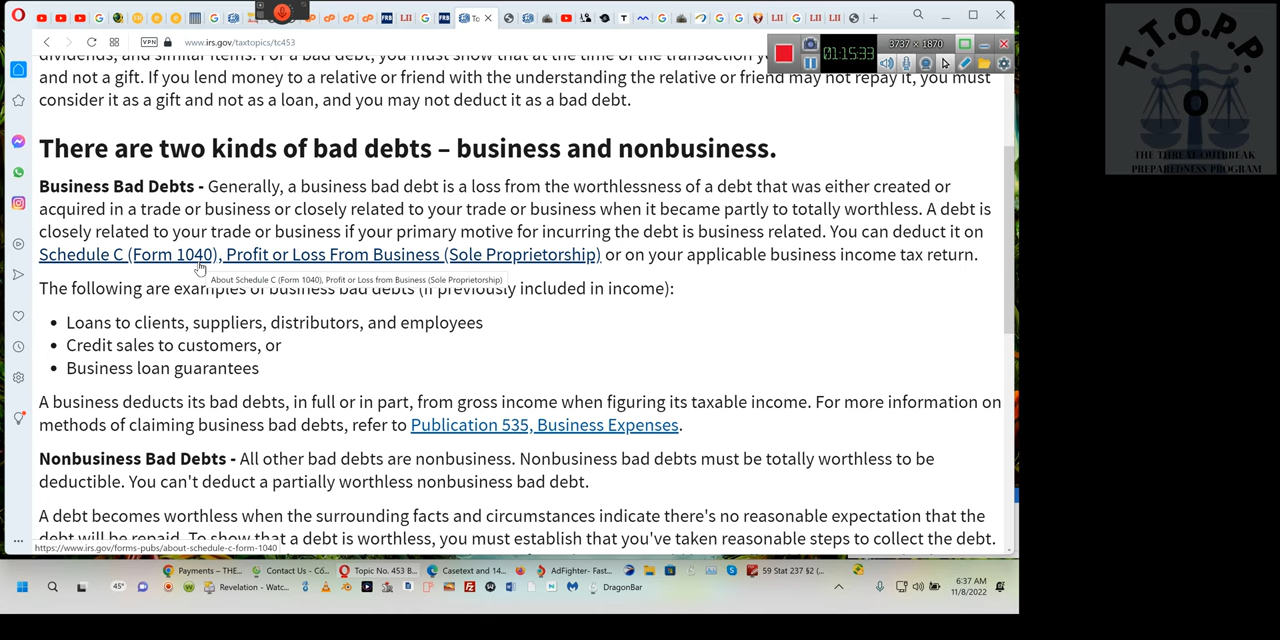 T.T.O.P.P.
THE THREAT OUTBREAK
PREPAREDNESS PROGRAM
VPN www.irs.gov/taxtopics/tc453
01:15:33
3737 × 1870
dividends, and similar items. For a bad debt, you must show that at the time of the transaction
and not a gift. If you lend money to a relative or friend with the understanding the relative or friend may not repay it, you must
consider it as a gift and not as a loan, and you may not deduct it as a bad debt.
There are two kinds of bad debts – business and nonbusiness.
Business Bad Debts - Generally, a business bad debt is a loss from the worthlessness of a debt that was either created or
acquired in a trade or business or closely related to your trade or business when it became partly to totally worthless. A debt is
closely related to your trade or business if your primary motive for incurring the debt is business related. You can deduct it on
Schedule C (Form 1040), Profit or Loss From Business (Sole Proprietorship) or on your applicable business income tax return.
About Schedule C (Form 1040), Profit or Loss from Business (Sole Proprietorship)
The following are examples of business bad debts (if previously included in income):
• Loans to clients, suppliers, distributors, and employees
• Credit sales to customers, or
• Business loan guarantees
A business deducts its bad debts, in full or in part, from gross income when figuring its taxable income. For more information on
methods of claiming business bad debts, refer to Publication 535, Business Expenses.
Nonbusiness Bad Debts - All other bad debts are nonbusiness. Nonbusiness bad debts must be totally worthless to be
deductible. You can't deduct a partially worthless nonbusiness bad debt.
A debt becomes worthless when the surrounding facts and circumstances indicate there's no reasonable expectation that the
debt will be repaid. To show that a debt is worthless, you must establish that you've taken reasonable steps to collect the debt.
https://www.irs.gov/forms-pubs/about-schedule-c-form-1040
Payments – THE... Contact Us - Có... Topic No. 453 B... Casetext and 14... AdFighter- Fast... 59 Stat 237 §2 (...
45° Revelation - Watc... DragonBar
6:37 AM
11/8/2022